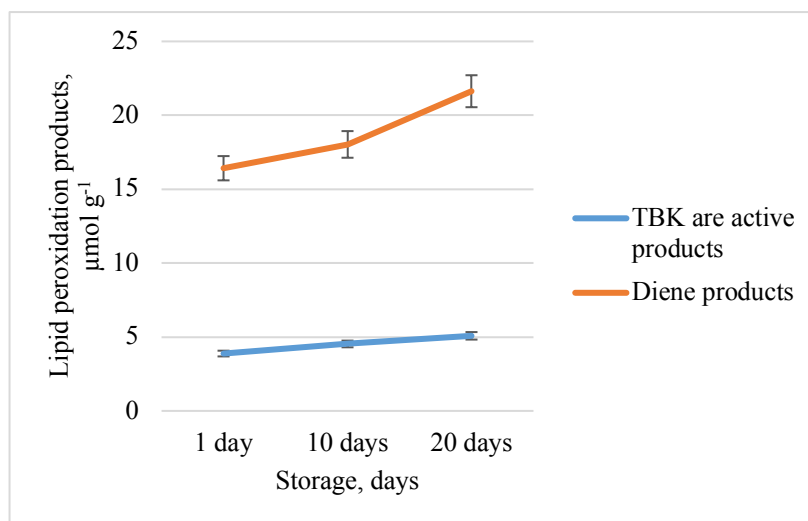 Lipid peroxidation products,
µmol g⁻¹
25
20
15
10
5
0
1 day 10 days 20 days
Storage, days
TBK are active
products
Diene products